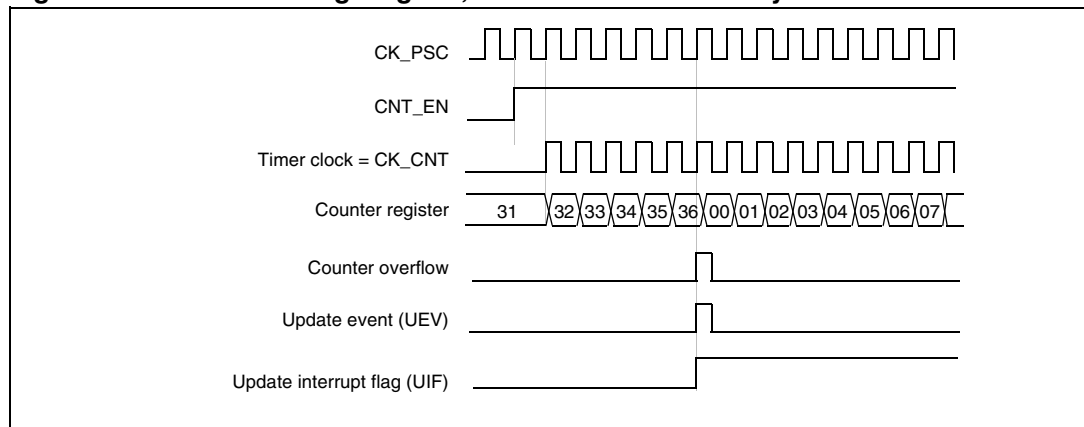 CK_PSC
CNT_EN
Timer clock = CK_CNT
Counter register 31 32 33 34 35 36 00 01 02 03 04 05 06 07
Counter overflow
Update event (UEV)
Update interrupt flag (UIF)